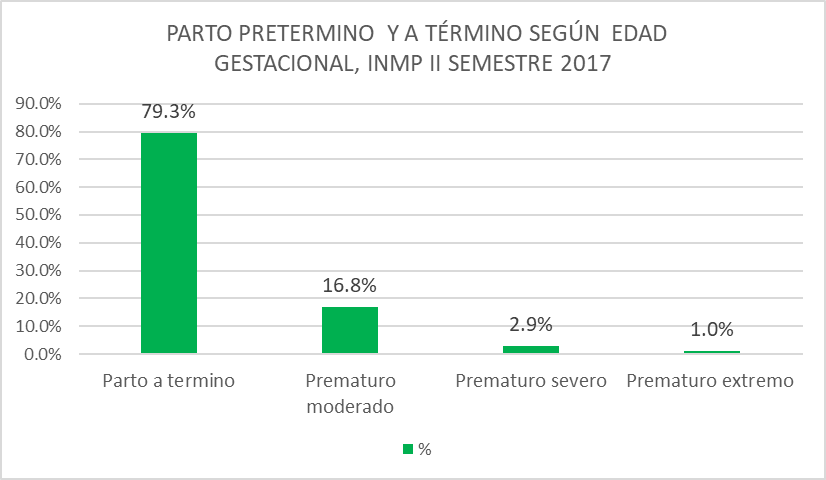 PARTO PRETERMINO Y A TÉRMINO SEGÚN EDAD
GESTACIONAL, INMP II SEMESTRE 2017
90.0%
80.0%
70.0%
60.0%
50.0%
40.0%
30.0%
20.0%
10.0%
0.0%
79.3%
16.8%
2.9%
1.0%
Parto a termino
Prematuro
moderado
Prematuro severo
Prematuro extremo
%